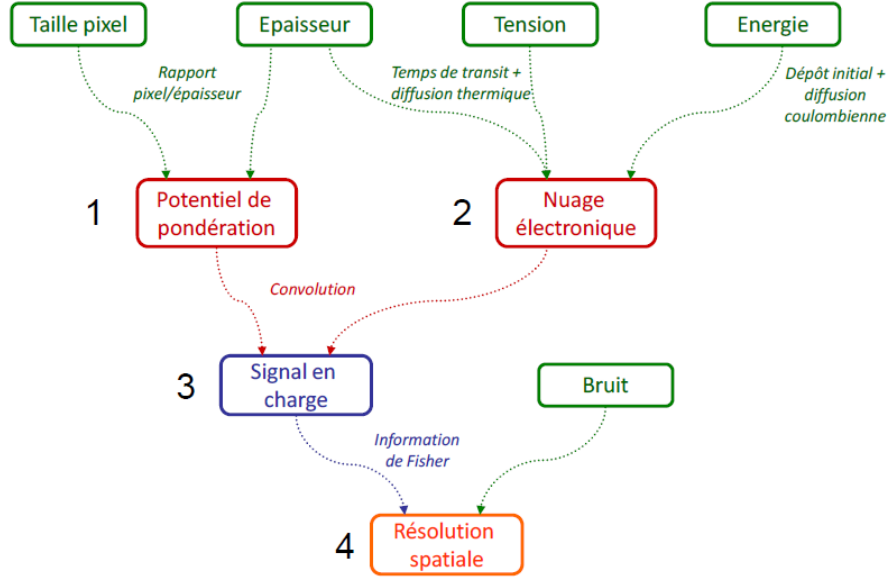 Taille pixel
Epaisseur
Tension
Energie
Rapport
pixel/épaisseur
Temps de transit +
diffusion thermique
Dépôt initial +
diffusion
coulombienne
1
Potentiel de
pondération
2
Nuage
électronique
Convolution
3
Signal en
charge
Bruit
Information
de Fisher
4
Résolution
spatiale